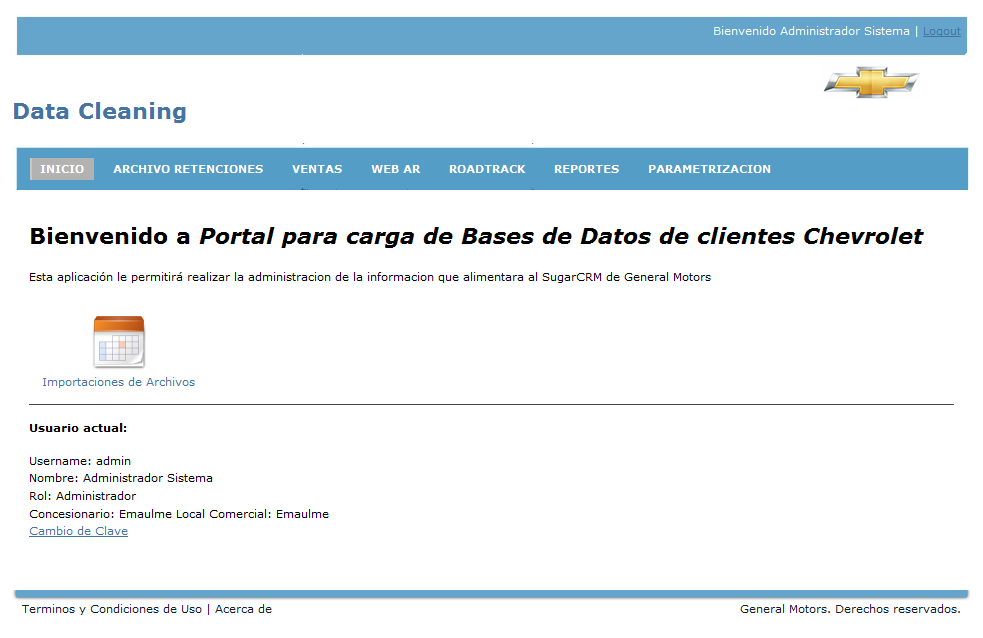 Bienvenido Administrador Sistema | Logout
Data Cleaning
INICIO ARCHIVO RETENCIONES VENTAS WEB AR ROADTRACK REPORTES PARAMETRIZACION
Bienvenido a Portal para carga de Bases de Datos de clientes Chevrolet
Esta aplicación le permitirá realizar la administracion de la informacion que alimentara al SugarCRM de General Motors
Importaciones de Archivos
Usuario actual:
Username: admin
Nombre: Administrador Sistema
Rol: Administrador
Concesionario: Emaulme Local Comercial: Emaulme
Cambio de Clave
Terminos y Condiciones de Uso | Acerca de General Motors. Derechos reservados.